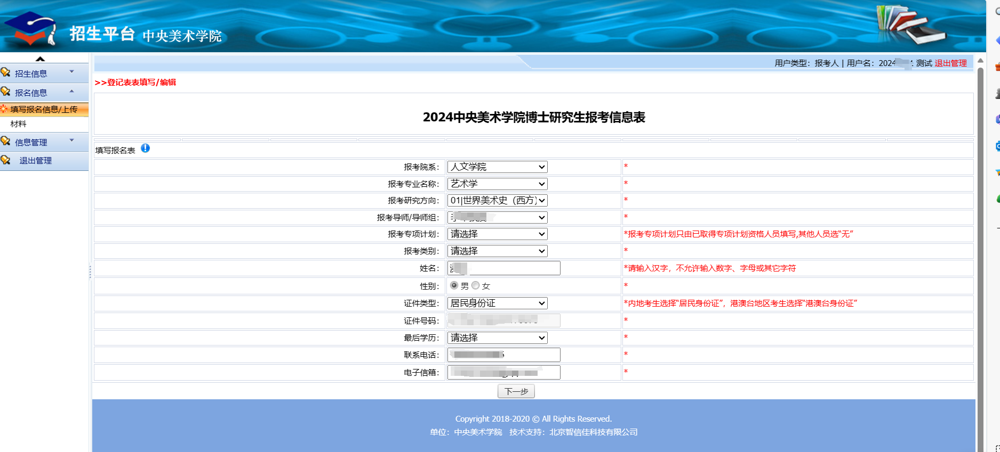 招生平台 中央美术学院
用户类型：报考人 | 用户名：2024 测试 退出管理
招生信息
报名信息
填写报名信息/上传
材料
信息管理
退出管理
>>登记表表填写/编辑
2024中央美术学院博士研究生报考信息表
填写报名表
报考院系： 人文学院 *
报考专业名称： 艺术学 *
报考研究方向： 01|世界美术史（西方） *
报考导师/导师组： *
报考专项计划： 请选择 *报考专项计划只由已取得专项计划资格人员填写,其他人员选“无”
报考类别： 请选择 *
姓名： *请输入汉字，不允许输入数字、字母或其它字符
性别： 男 女 *
证件类型： 居民身份证 *内地考生选择“居民身份证”，港澳台地区考生选择“港澳台身份证”
证件号码： *
最后学历： 请选择 *
联系电话： *
电子信箱： *
下一步
Copyright 2018-2020 © All Rights Reserved.
单位：中央美术学院 技术支持：北京智信佳科技有限公司